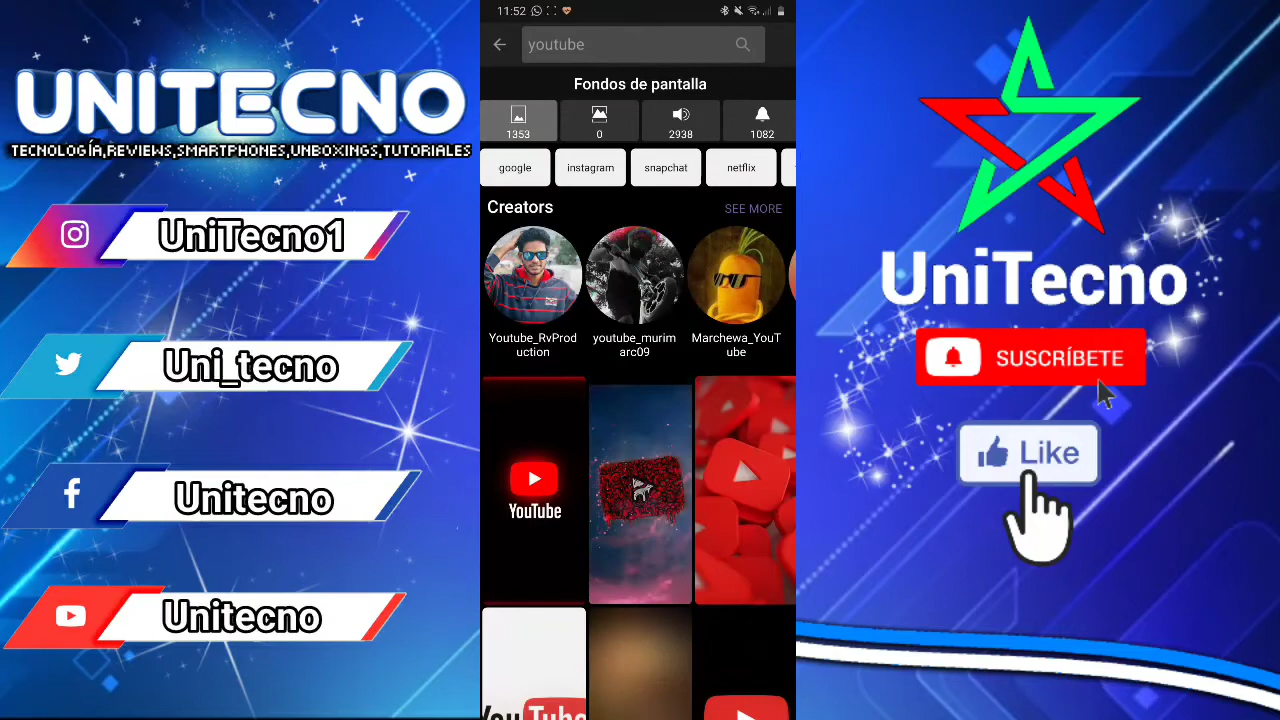 UNITECNO
TECNOLOGÍA,REVIEWS,SMARTPHONES,UNBOXINGS,TUTORIALES
UniTecno1
Uni_tecno
Unitecno
Unitecno
11:52
youtube
Fondos de pantalla
1353
0
2938
1082
google
instagram
snapchat
netflix
Creators
SEE MORE
Youtube_RvProd
uction
youtube_murim
arc09
Marchewa_YouT
ube
YouTube
YouTube
UniTecno
SUSCRÍBETE
Like